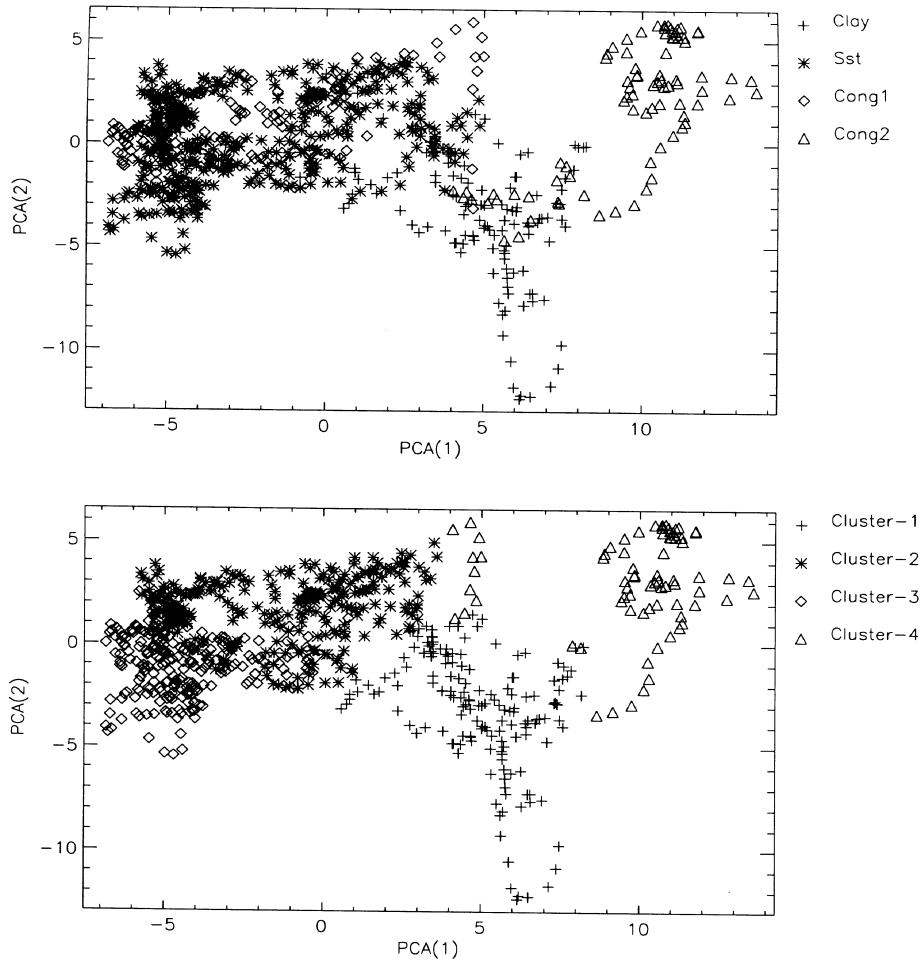 5
0
−5
−10
PCA(2)
−5
0
5
10
PCA(1)
Clay
Sst
Cong1
Cong2
5
0
−5
−10
PCA(2)
−5
0
5
10
PCA(1)
Cluster−1
Cluster−2
Cluster−3
Cluster−4